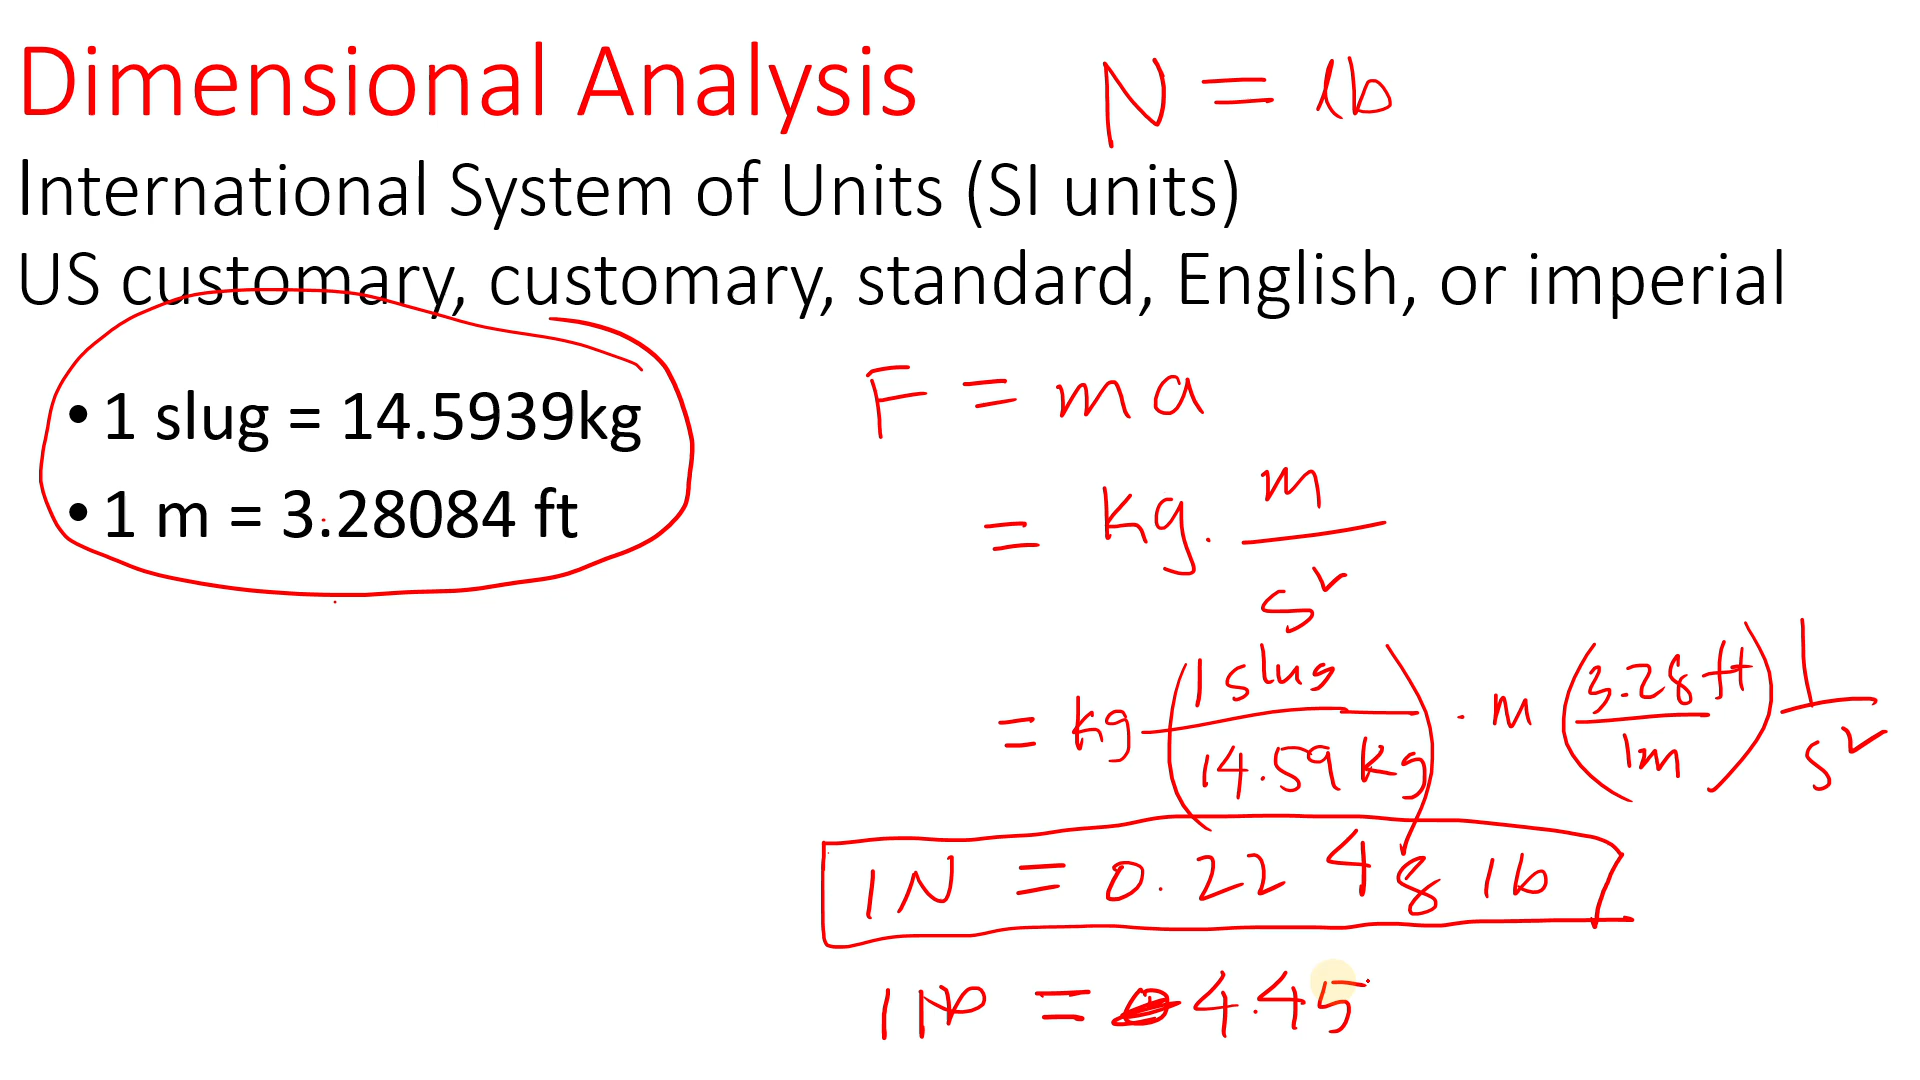 Dimensional Analysis
N = lb
International System of Units (SI units)
US customary, customary, standard, English, or imperial
• 1 slug = 14.5939kg
• 1 m = 3.28084 ft
F = ma
= kg. m/s²
= kg (1 slug/14.59 kg) . m (3.28 ft/1m) 1/s²
1N = 0.2248 lb
1 = 4.45